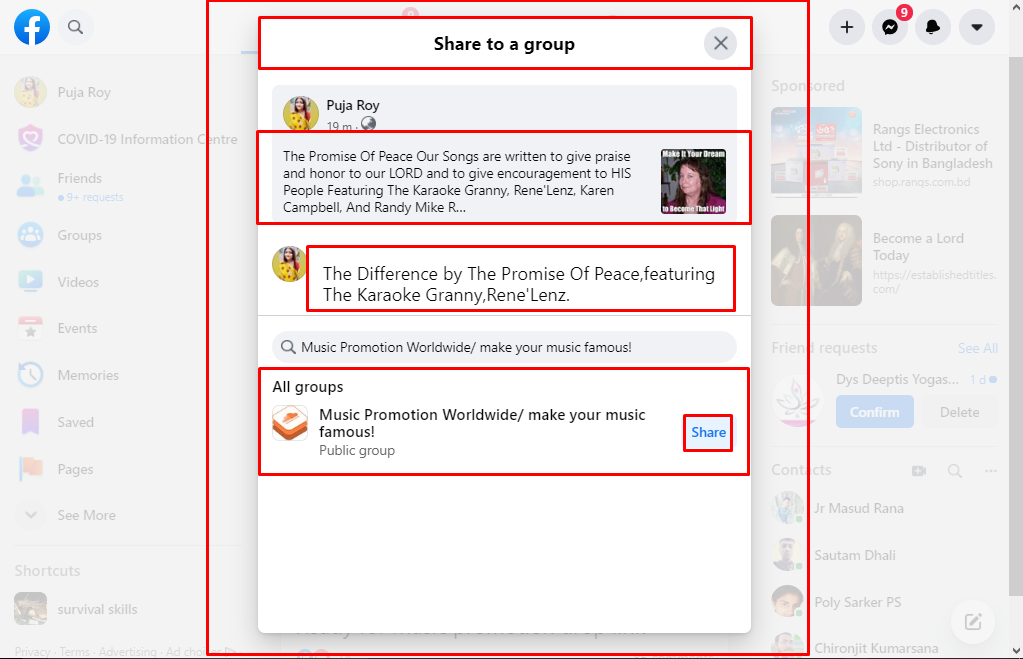 9
Share to a group
Puja Roy
COVID-19 Information Centre
Friends
9+ requests
Groups
Videos
Events
Memories
Saved
Pages
See More
Shortcuts
survival skills
Privacy · Terms · Advertising · Ad choices
Puja Roy
19 m ·
The Promise Of Peace Our Songs are written to give praise
and honor to our LORD and to give encouragement to HIS
People Featuring The Karaoke Granny, Rene'Lenz, Karen
Campbell, And Randy Mike R...
Make It Your Dream
to Become That Light
The Difference by The Promise Of Peace,featuring
The Karaoke Granny,Rene'Lenz.
Music Promotion Worldwide/ make your music famous!
All groups
Music Promotion Worldwide/ make your music
famous!
Public group
Share
Sponsored
Rangs Electronics
Ltd - Distributor of
Sony in Bangladesh
shop.rangs.com.bd
Become a Lord
Today
https://establishedtitles.
com/
Friend requests
See All
Dys Deeptis Yogas...
1 d
Confirm
Delete
Contacts
Jr Masud Rana
Sautam Dhali
Poly Sarker PS
Chironjit Kumarsana